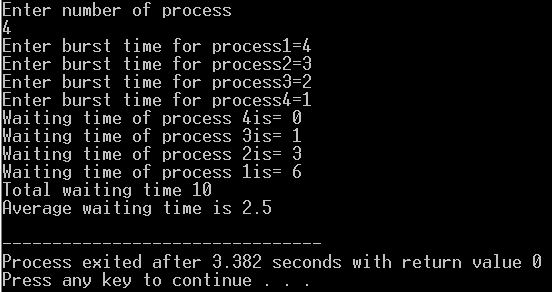 Enter number of process
4
Enter burst time for process1=4
Enter burst time for process2=3
Enter burst time for process3=2
Enter burst time for process4=1
Waiting time of process 4is= 0
Waiting time of process 3is= 1
Waiting time of process 2is= 3
Waiting time of process 1is= 6
Total waiting time 10
Average waiting time is 2.5
--------------------------------
Process exited after 3.382 seconds with return value 0
Press any key to continue . . .